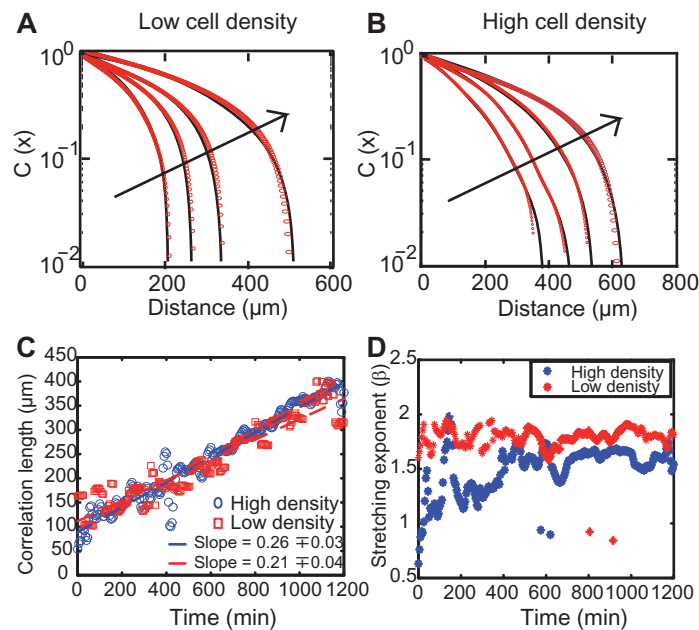 A Low cell density
C (x)
10^0
10^-1
10^-2
0 200 400 600
Distance (μm)
B High cell density
C (x)
10^0
10^-1
10^-2
0 200 400 600 800
Distance (μm)
C
Correlation length (μm)
450
400
350
300
250
200
150
100
50
0
High density
Low density
Slope = 0.26 ∓0.03
Slope = 0.21 ∓0.04
0 200 400 600 800 1000 1200
Time (min)
D
Stretching exponent (β)
2.5
2
1.5
1
0.5
High density
Low denisty
0 200 400 600 800 1000 1200
Time (min)